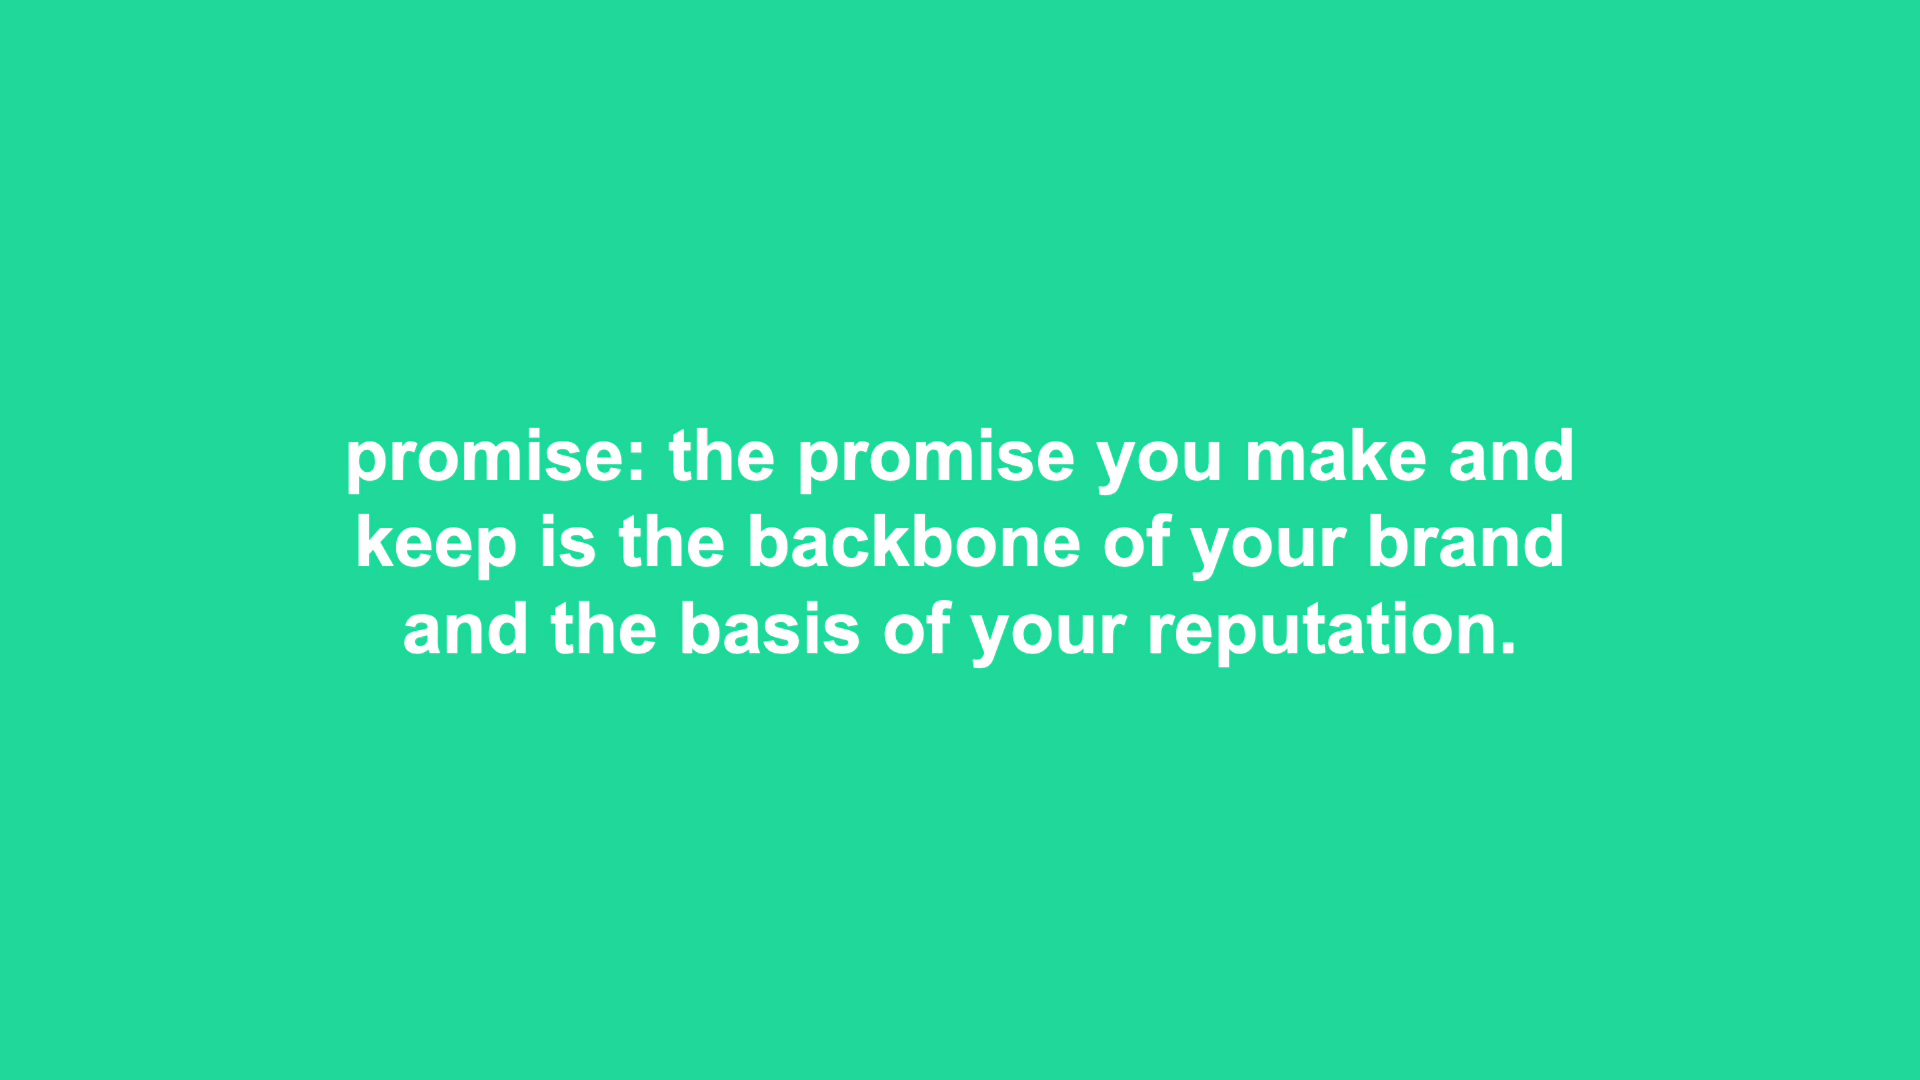 promise: the promise you make and
keep is the backbone of your brand
and the basis of your reputation.